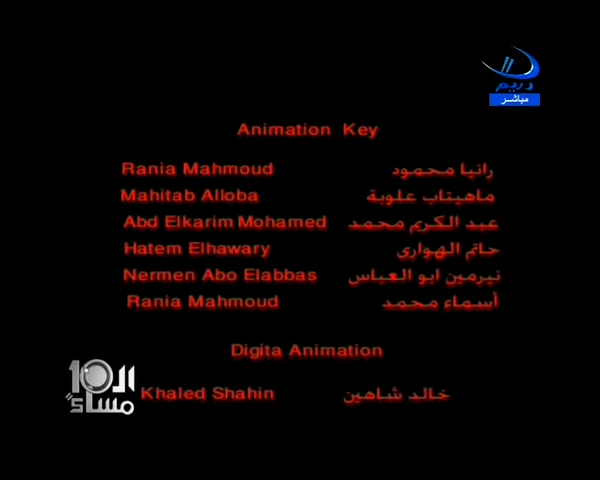 دريم
مباشر
Animation Key
Rania Mahmoud رانيا محمود
Mahitab Alloba ماهيتاب علوبة
Abd Elkarim Mohamed عبد الكريم محمد
Hatem Elhawary حاتم الهوارى
Nermen Abo Elabbas نيرمين ابو العباس
Rania Mahmoud أسماء محمد
Digita Animation
Khaled Shahin خالد شاهين
الـ10
مساءً